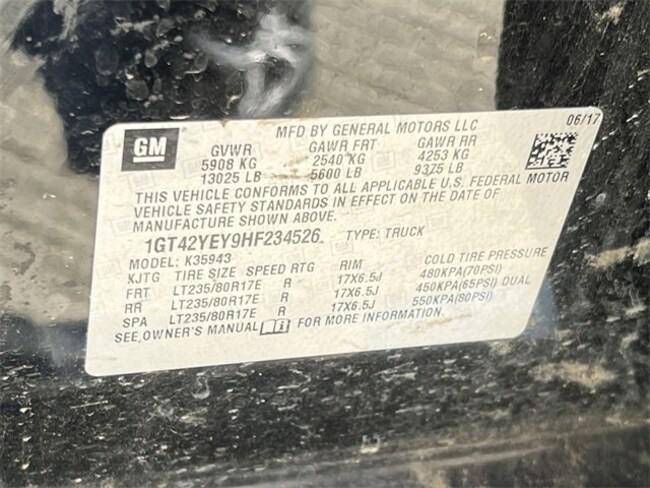 MFD BY GENERAL MOTORS LLC 06/17
GM
GVWR GAWR FRT GAWR RR
5908 KG 2540 KG 4253 KG
13025 LB 5600 LB 9375 LB
THIS VEHICLE CONFORMS TO ALL APPLICABLE U.S. FEDERAL MOTOR
VEHICLE SAFETY STANDARDS IN EFFECT ON THE DATE OF
MANUFACTURE SHOWN ABOVE.
1GT42YEY9HF234526 TYPE: TRUCK
MODEL: K35943
KJTG TIRE SIZE SPEED RTG RIM COLD TIRE PRESSURE
FRT LT235/80R17E R 17X6.5J 480KPA(70PSI)
RR LT235/80R17E R 17X6.5J 450KPA(65PSI) DUAL
SPA LT235/80R17E R 17X6.5J 550KPA(80PSI)
SEE OWNER'S MANUAL FOR MORE INFORMATION.